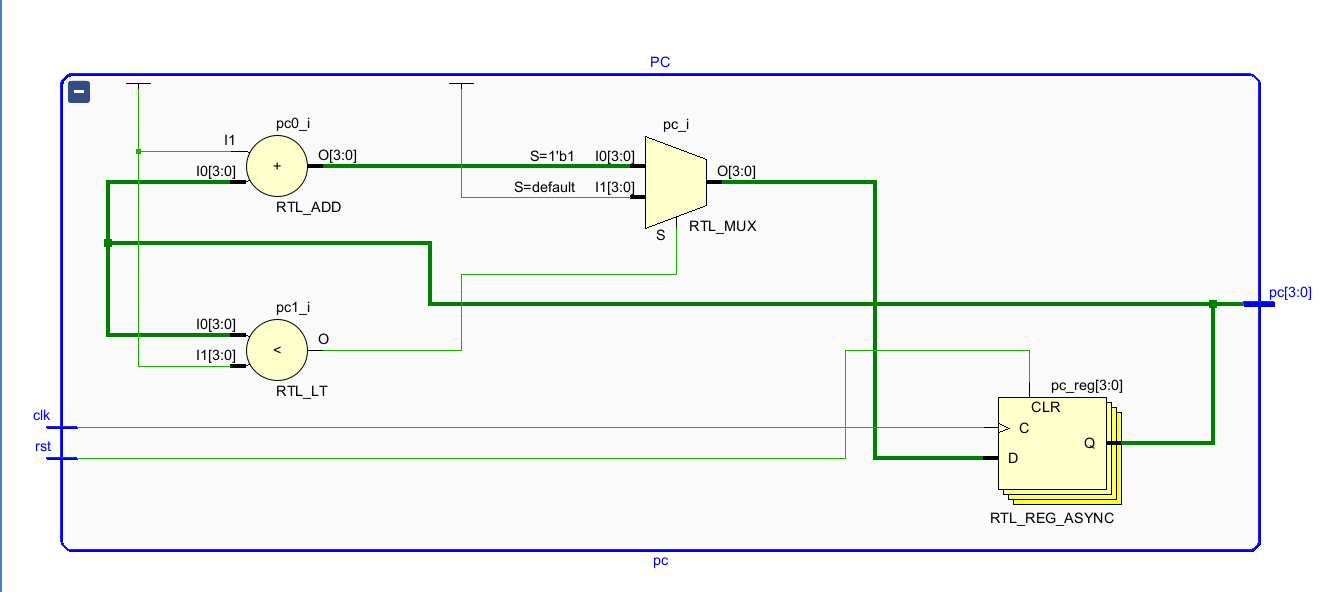 PC
pc0_i
I1
I0[3:0]
+
O[3:0]
RTL_ADD
pc_i
S=1'b1
I0[3:0]
S=default
I1[3:0]
O[3:0]
S
RTL_MUX
pc[3:0]
pc1_i
I0[3:0]
I1[3:0]
<
O
RTL_LT
clk
rst
pc_reg[3:0]
CLR
C
Q
D
RTL_REG_ASYNC
pc